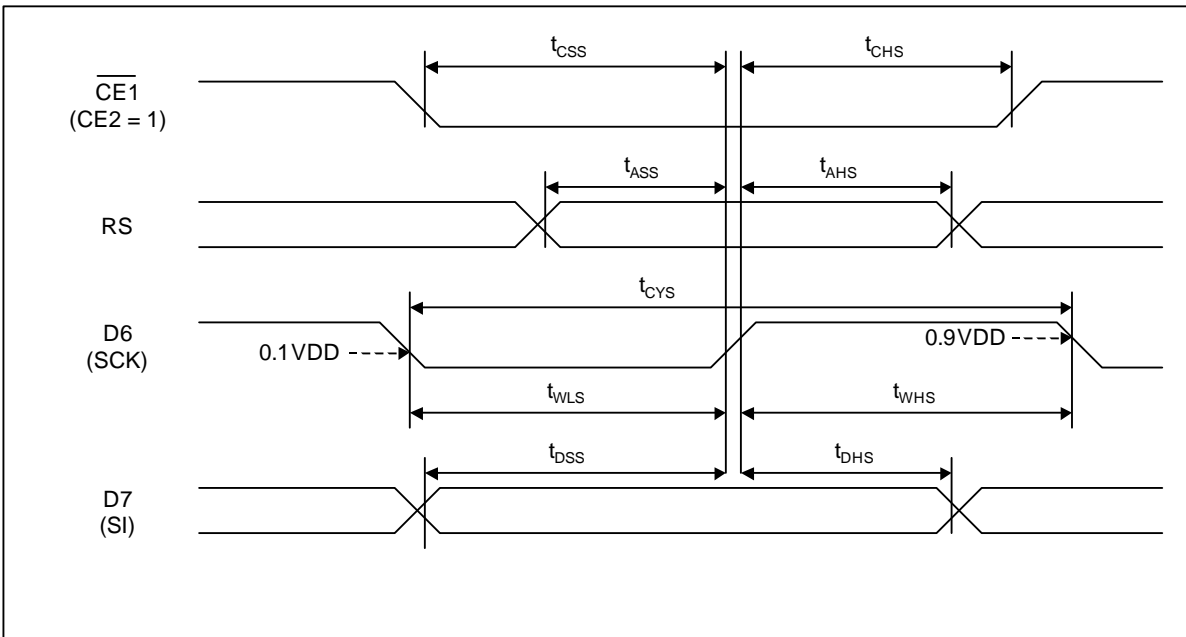 tCSS
tCHS
CE1
(CE2 = 1)
tASS
tAHS
RS
tCYS
D6
(SCK)
0.1VDD
0.9VDD
tWLS
tWHS
tDSS
tDHS
D7
(SI)